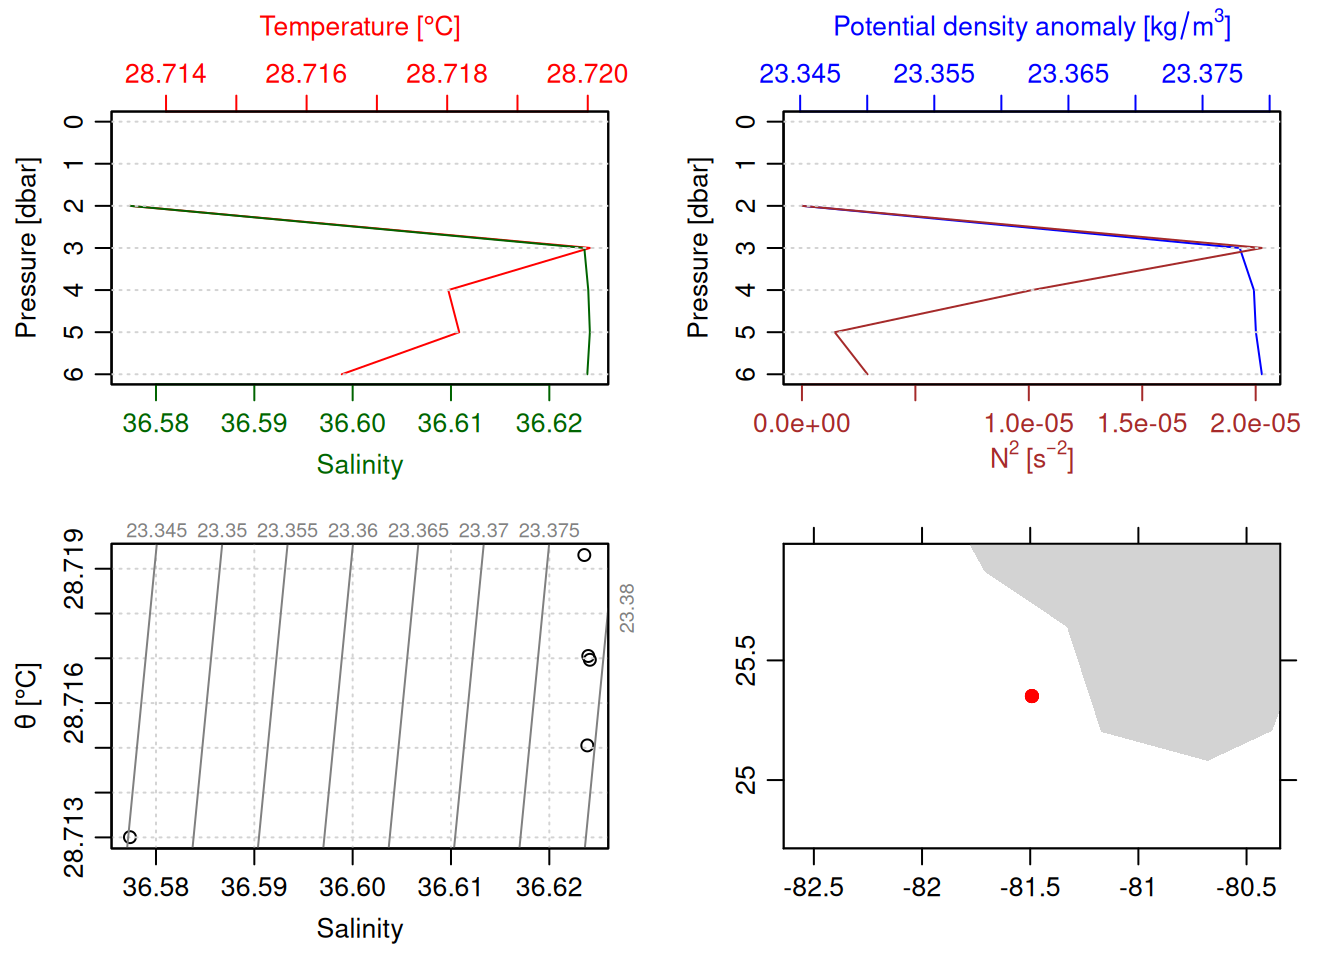 Temperature [°C]
28.714 28.716 28.718 28.720
Pressure [dbar]
0
1
2
3
4
5
6
36.58 36.59 36.60 36.61 36.62
Salinity
Potential density anomaly [kg/m³]
23.345 23.355 23.365 23.375
Pressure [dbar]
0
1
2
3
4
5
6
0.0e+00 1.0e-05 1.5e-05 2.0e-05
N² [s⁻²]
23.345 23.35 23.355 23.36 23.365 23.37 23.375
23.38
θ [°C]
28.719
28.716
28.713
36.58 36.59 36.60 36.61 36.62
Salinity
25.5
25
-82.5 -82 -81.5 -81 -80.5